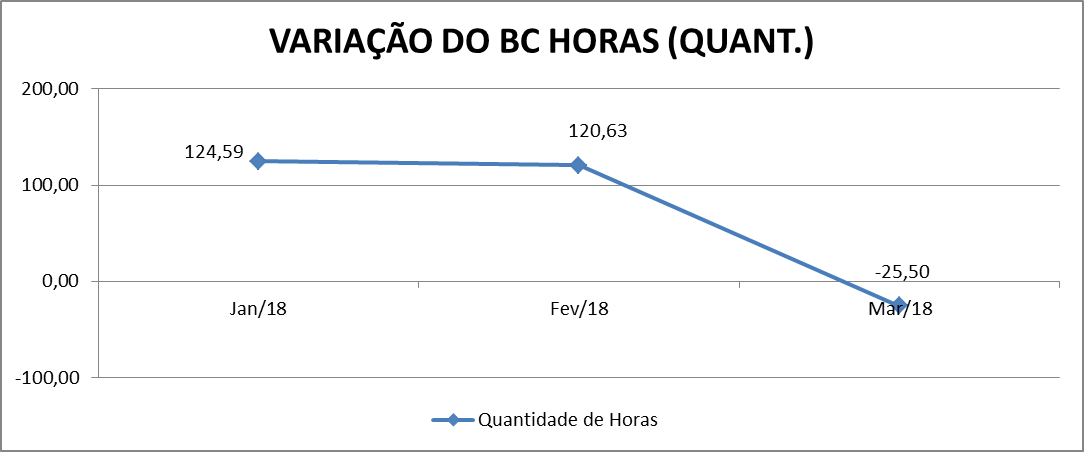 VARIAÇÃO DO BC HORAS (QUANT.)
200,00
124,59
120,63
100,00
-25,50
0,00
Jan/18
Fev/18
Mar/18
-100,00
Quantidade de Horas